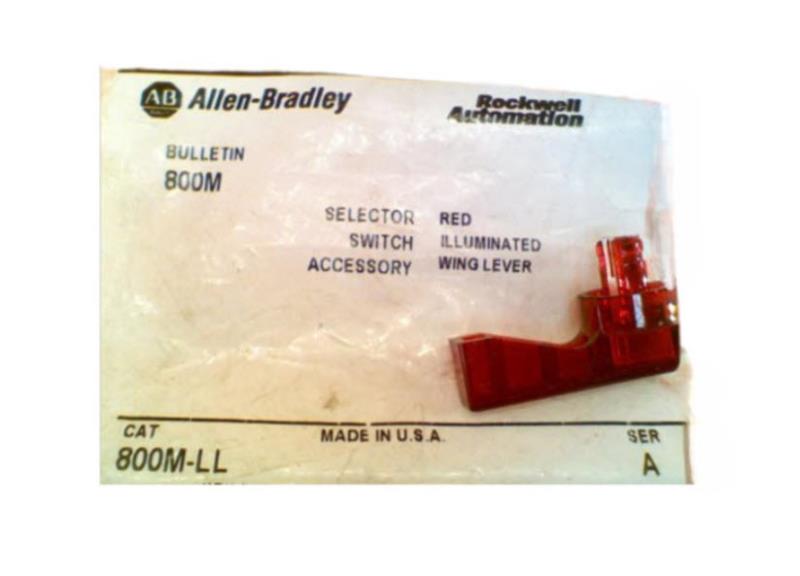 AB Allen-Bradley
Rockwell
Automation
BULLETIN
800M
SELECTOR RED
SWITCH ILLUMINATED
ACCESSORY WING LEVER
CAT MADE IN U.S.A. SER
800M-LL A